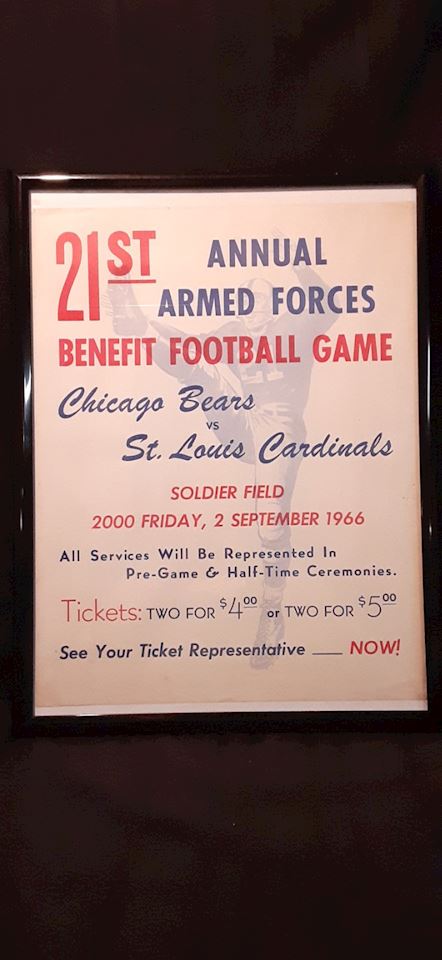 21ST ANNUAL
ARMED FORCES
BENEFIT FOOTBALL GAME
Chicago Bears
vs
St. Louis Cardinals
SOLDIER FIELD
2000 FRIDAY, 2 SEPTEMBER 1966
All Services Will Be Represented In
Pre-Game & Half-Time Ceremonies.
Tickets: TWO FOR $4.00 or TWO FOR $5.00
See Your Ticket Representative ___ NOW!